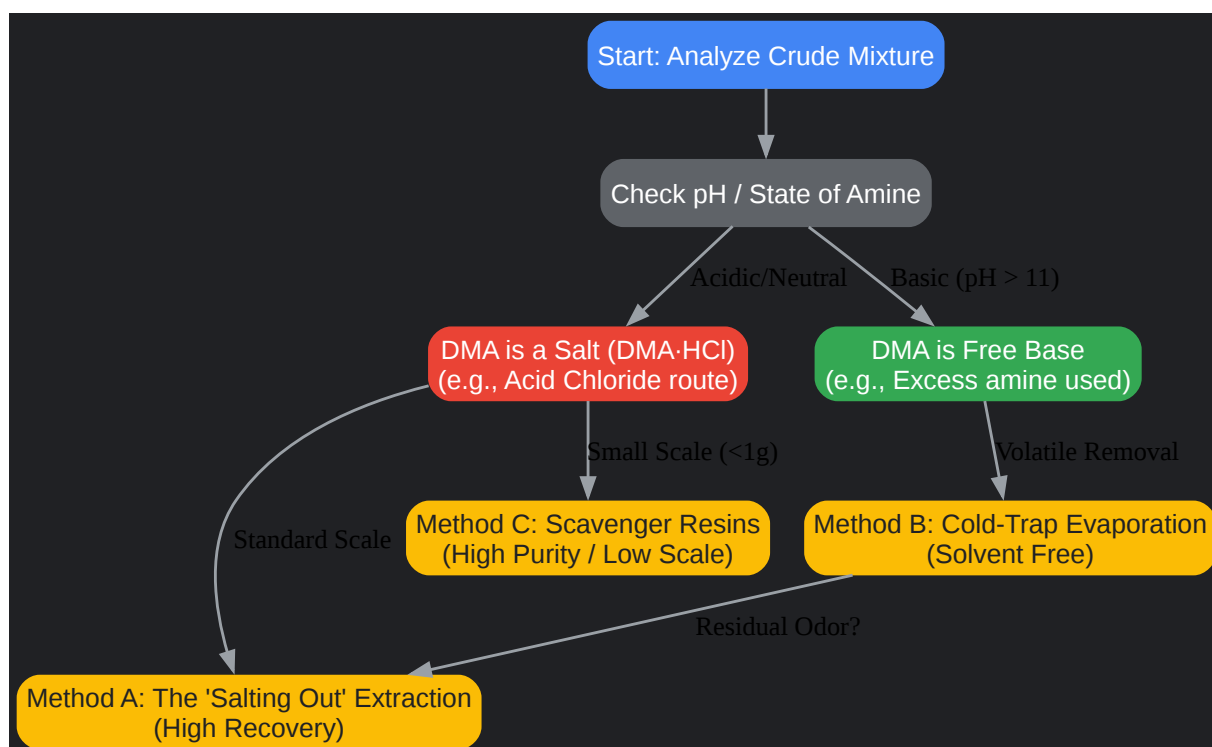 Start: Analyze Crude Mixture
Check pH / State of Amine
Acidic/Neutral
Basic (pH > 11)
DMA is a Salt (DMA·HCl)
(e.g., Acid Chloride route)
DMA is Free Base
(e.g., Excess amine used)
Small Scale (<1g)
Volatile Removal
Method C: Scavenger Resins
(High Purity / Low Scale)
Method B: Cold-Trap Evaporation
(Solvent Free)
Standard Scale
Residual Odor?
Method A: The 'Salting Out' Extraction
(High Recovery)